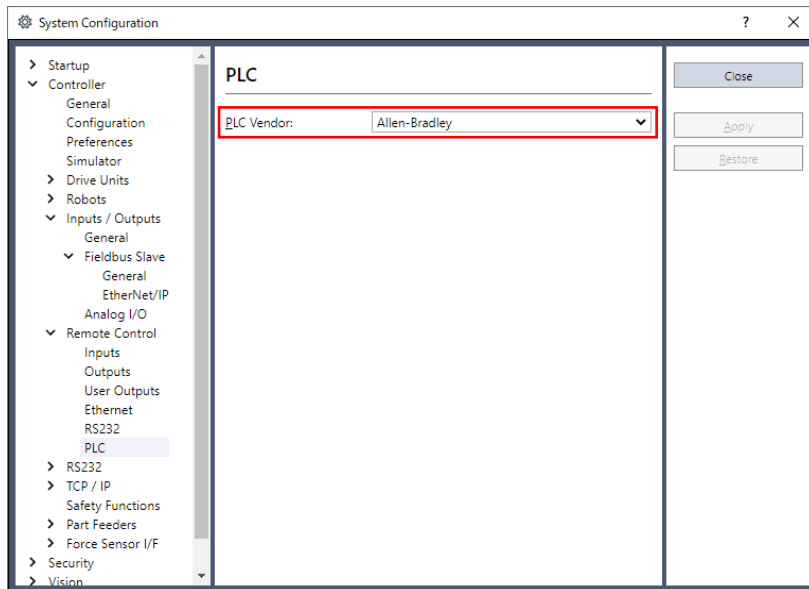 System Configuration
?
Startup
Controller
General
Configuration
Preferences
Simulator
Drive Units
Robots
Inputs / Outputs
General
Fieldbus Slave
General
EtherNet/IP
Analog I/O
Remote Control
Inputs
Outputs
User Outputs
Ethernet
RS232
PLC
RS232
TCP / IP
Safety Functions
Part Feeders
Force Sensor I/F
Security
Vision
PLC
PLC Vendor: Allen-Bradley
Close
Apply
Restore